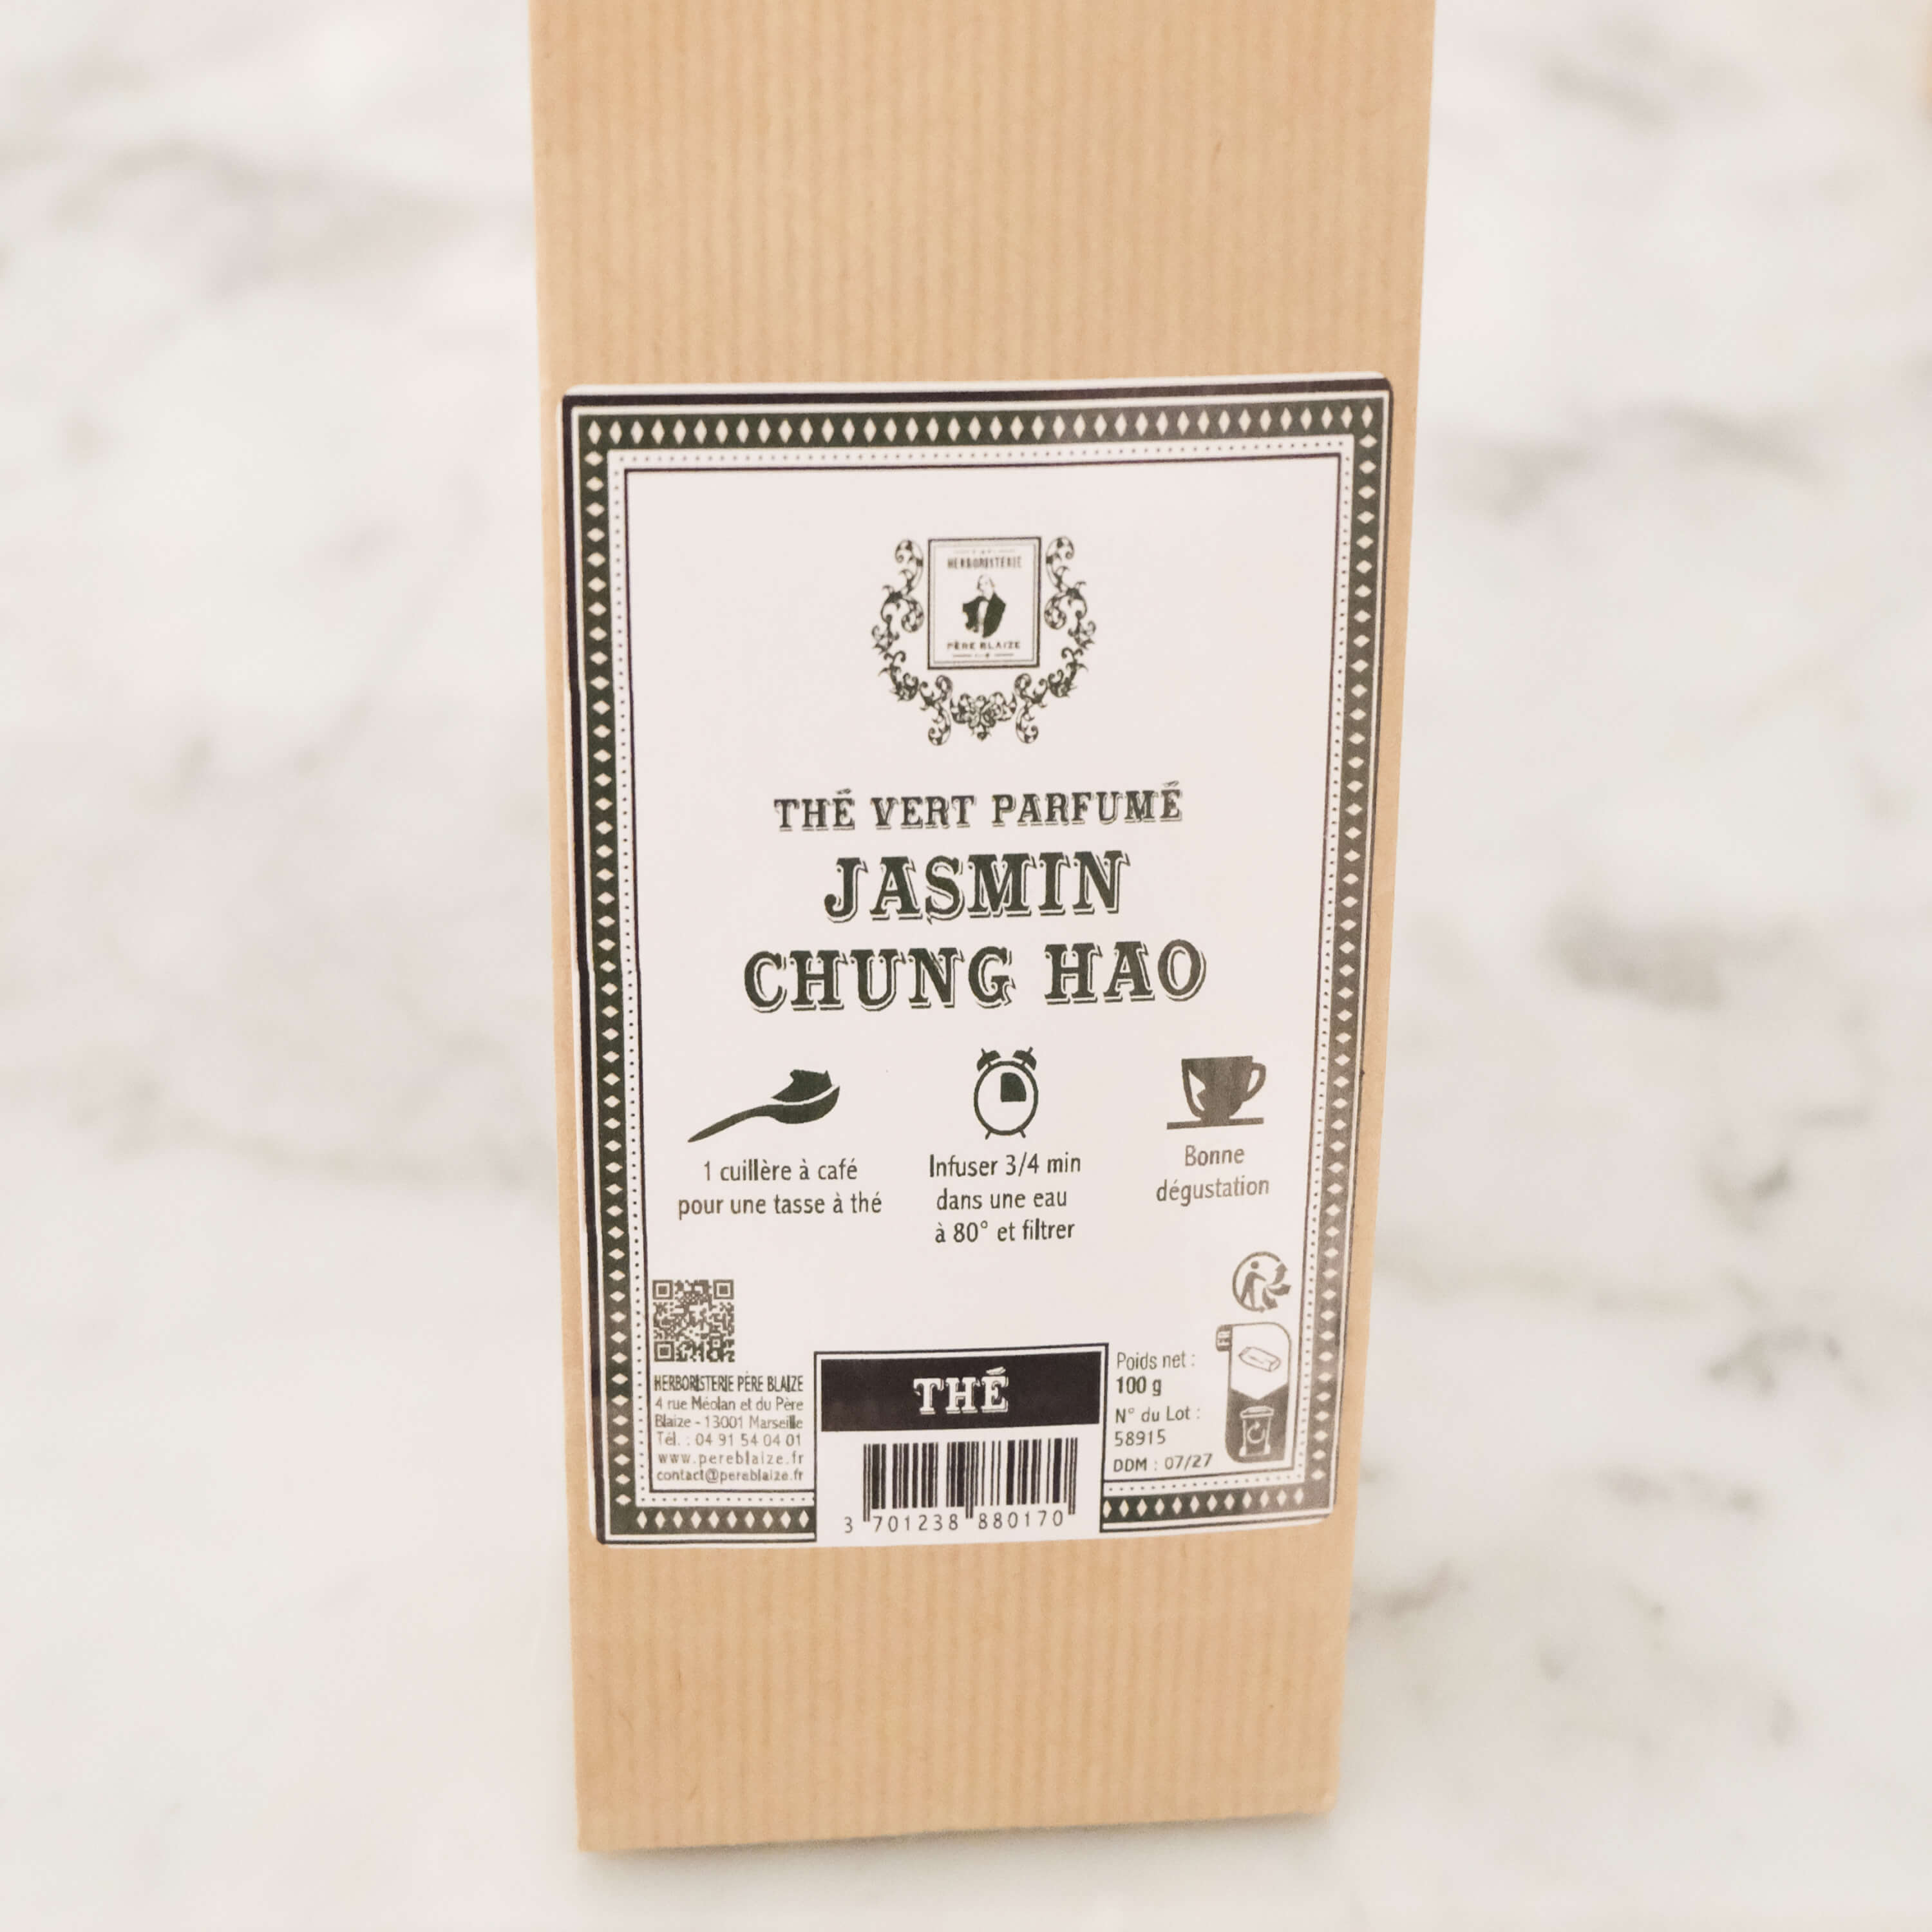 HERBORISTERIE
PÈRE BLAIZE
THÉ VERT PARFUMÉ
JASMIN
CHUNG HAO
1 cuillère à café
pour une tasse à thé
Infuser 3/4 min
dans une eau
à 80° et filtrer
Bonne
dégustation
HERBORISTERIE PÈRE BLAIZE
4 rue Méolan et du Père
Blaize - 13001 Marseille
Tél. : 04 91 54 04 01
www.pereblaize.fr
contact@pereblaize.fr
THÉ
3 701238 880170
Poids net :
100 g
N° du Lot :
58915
DDM : 07/27
FR